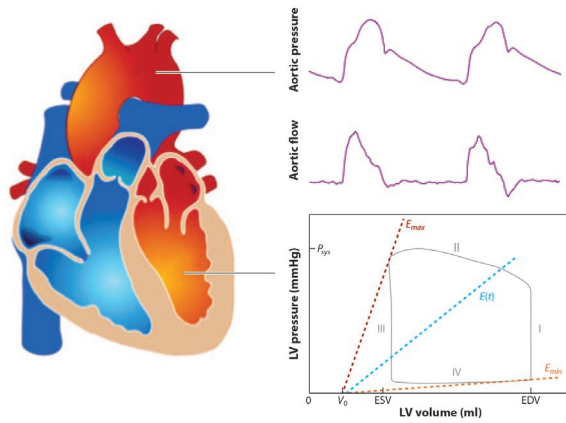 Aortic pressure
Aortic flow
LV pressure (mmHg)
P_sys
E_max
II
E(t)
III
I
IV
E_min
0
V_0
ESV
EDV
LV volume (ml)